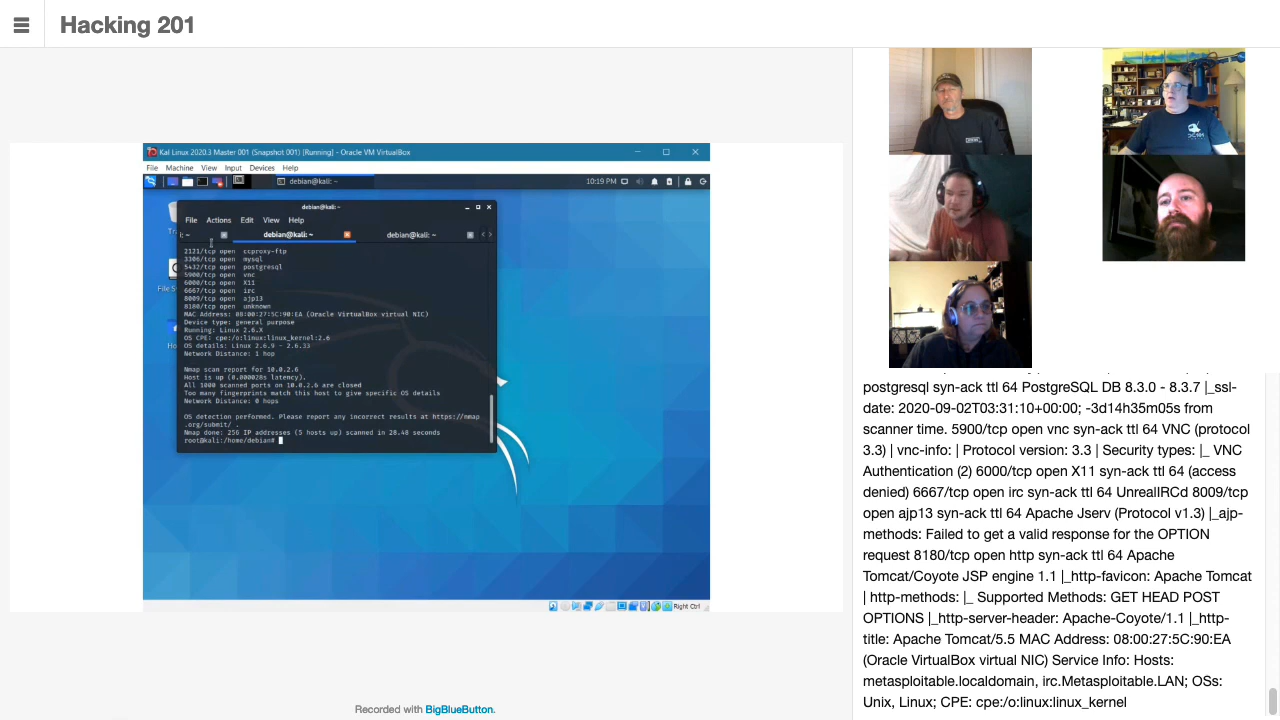 Hacking 201
Kal Linux 2020.3 Master 001 (Snapshot 001) [Running] - Oracle VM VirtualBox
File Machine View Input Devices Help
debian@kali: ~
10:19 PM
debian@kali:~
File Actions Edit View Help
: ~ debian@kali: ~ debian@kali: ~
2121/tcp open ccproxy-ftp
3306/tcp open mysql
5432/tcp open postgresql
5900/tcp open vnc
6000/tcp open X11
6667/tcp open irc
8009/tcp open ajp13
8180/tcp open unknown
MAC Address: 08:00:27:5C:90:EA (Oracle VirtualBox virtual NIC)
Device type: general purpose
Running: Linux 2.6.X
OS CPE: cpe:/o:linux:linux_kernel:2.6
OS details: Linux 2.6.9 - 2.6.33
Network Distance: 1 hop
Nmap scan report for 10.0.2.6
Host is up (0.000028s latency).
All 1000 scanned ports on 10.0.2.6 are closed
Too many fingerprints match this host to give specific OS details
Network Distance: 0 hops
OS detection performed. Please report any incorrect results at https://nmap
.org/submit/ .
Nmap done: 256 IP addresses (5 hosts up) scanned in 28.48 seconds
root@kali:/home/debian#
Tra
File S
Ho
Right Ctrl
postgresql syn-ack ttl 64 PostgreSQL DB 8.3.0 - 8.3.7 |_ssl-
date: 2020-09-02T03:31:10+00:00; -3d14h35m05s from
scanner time. 5900/tcp open vnc syn-ack ttl 64 VNC (protocol
3.3) | vnc-info: | Protocol version: 3.3 | Security types: |_ VNC
Authentication (2) 6000/tcp open X11 syn-ack ttl 64 (access
denied) 6667/tcp open irc syn-ack ttl 64 UnrealIRCd 8009/tcp
open ajp13 syn-ack ttl 64 Apache Jserv (Protocol v1.3) |_ajp-
methods: Failed to get a valid response for the OPTION
request 8180/tcp open http syn-ack ttl 64 Apache
Tomcat/Coyote JSP engine 1.1 |_http-favicon: Apache Tomcat
| http-methods: |_ Supported Methods: GET HEAD POST
OPTIONS |_http-server-header: Apache-Coyote/1.1 |_http-
title: Apache Tomcat/5.5 MAC Address: 08:00:27:5C:90:EA
(Oracle VirtualBox virtual NIC) Service Info: Hosts:
metasploitable.localdomain, irc.Metasploitable.LAN; OSs:
Unix, Linux; CPE: cpe:/o:linux:linux_kernel
Recorded with BigBlueButton.